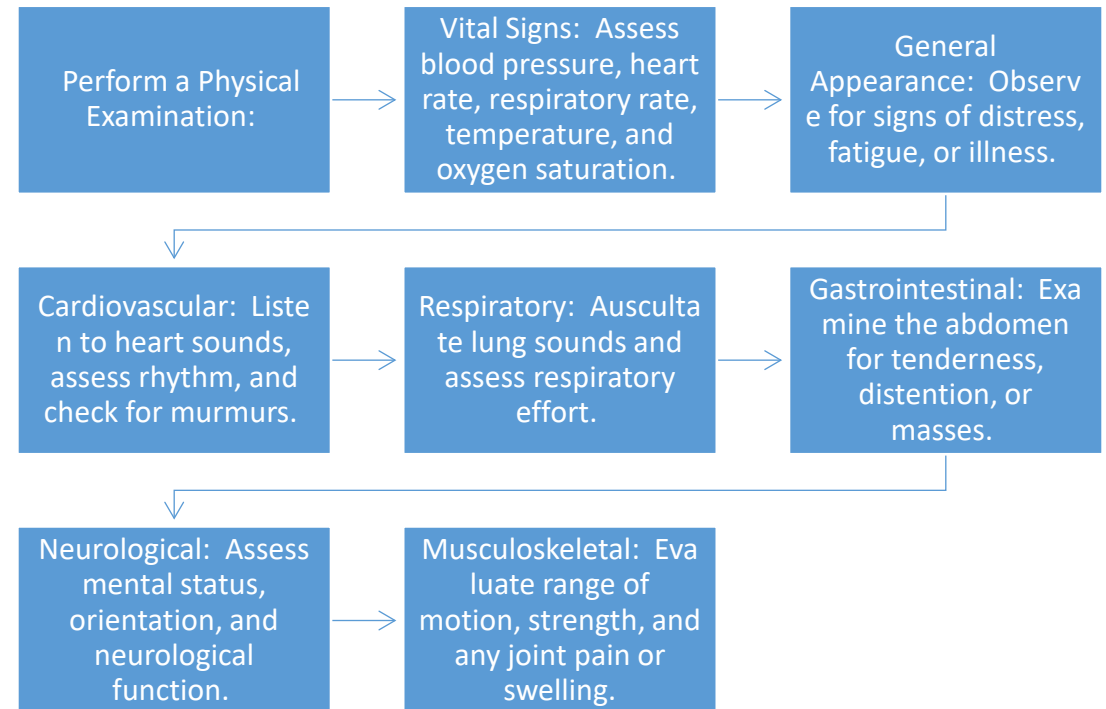 Perform a Physical
Examination:
Vital Signs:  Assess
blood pressure, heart
rate, respiratory rate,
temperature, and
oxygen saturation.
General
Appearance:  Observ
e for signs of distress,
fatigue, or illness.
Cardiovascular:  Liste
n to heart sounds,
assess rhythm, and
check for murmurs.
Respiratory:  Ausculta
te lung sounds and
assess respiratory
effort.
Gastrointestinal:  Exa
mine the abdomen
for tenderness,
distention, or
masses.
Neurological:  Assess
mental status,
orientation, and
neurological
function.
Musculoskeletal:  Eva
luate range of
motion, strength, and
any joint pain or
swelling.